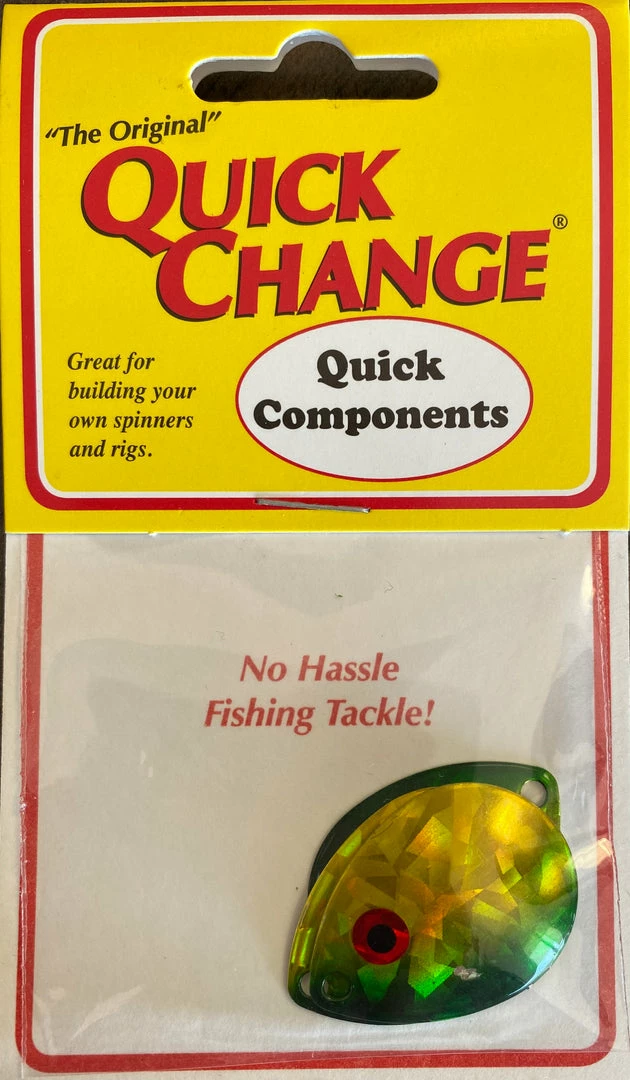 "The Original"
QUICK
CHANGE®
Great for
building your
own spinners
and rigs.
Quick
Components
No Hassle
Fishing Tackle!